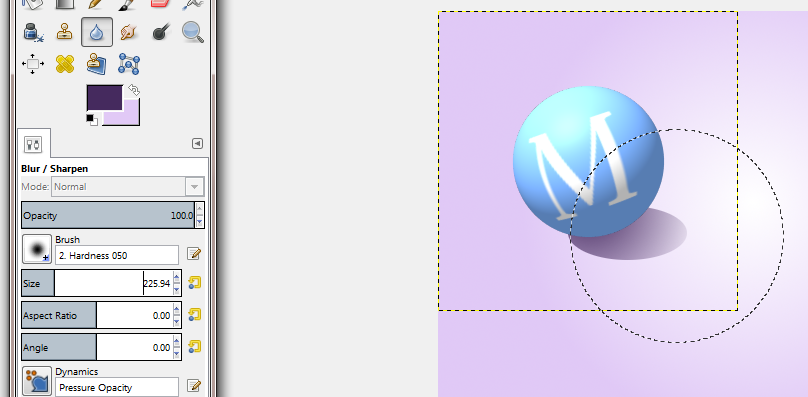 Blur / Sharpen
Mode: Normal
Opacity 100.0
Brush
2. Hardness 050
Size 225.94
Aspect Ratio 0.00
Angle 0.00
Dynamics
Pressure Opacity
M